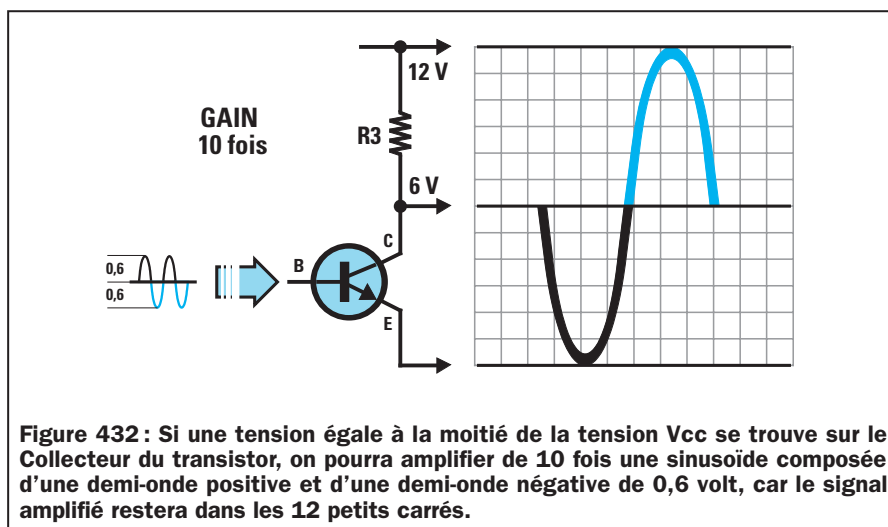 12 V
GAIN
10 fois
R3
6 V
C
B
0,6
0,6
E
Figure 432 : Si une tension égale à la moitié de la tension Vcc se trouve sur le
Collecteur du transistor, on pourra amplifier de 10 fois une sinusoïde composée
d'une demi-onde positive et d'une demi-onde négative de 0,6 volt, car le signal
amplifié restera dans les 12 petits carrés.